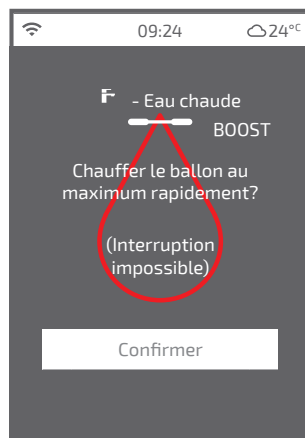 09:24 24°C
- Eau chaude
BOOST
Chauffer le ballon au
maximum rapidement?
(Interruption
impossible)
Confirmer